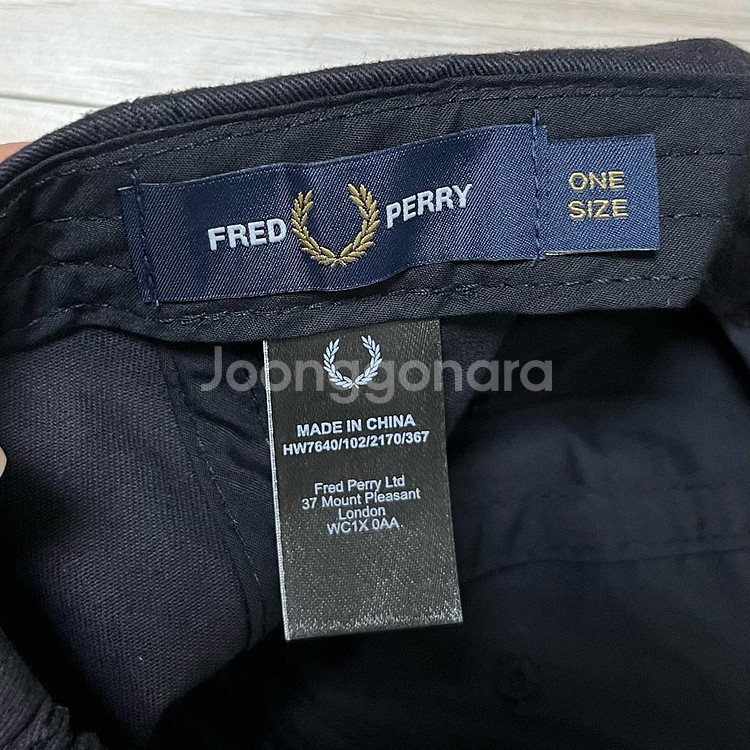 FRED PERRY
ONE
SIZE
Joonggonara
MADE IN CHINA
HW7640/102/2170/367
Fred Perry Ltd
37 Mount Pleasant
London
WC1X 0AA.